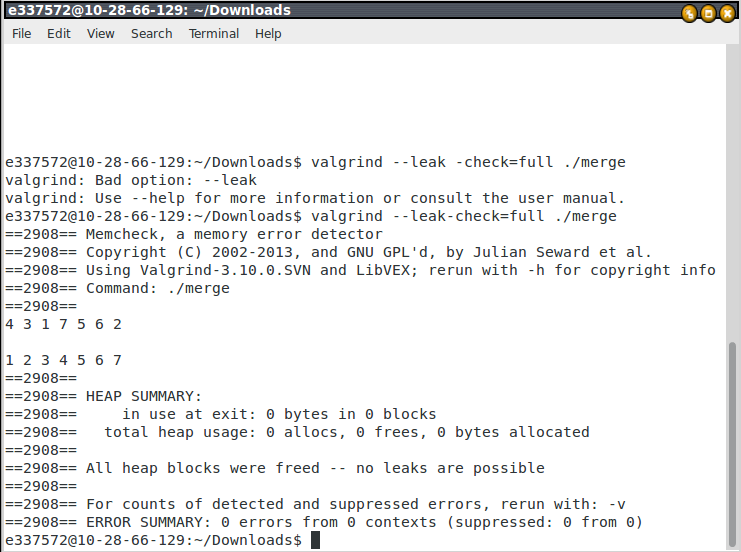 e337572@10-28-66-129: ~/Downloads
File Edit View Search Terminal Help
e337572@10-28-66-129:~/Downloads$ valgrind --leak -check=full ./merge
valgrind: Bad option: --leak
valgrind: Use --help for more information or consult the user manual.
e337572@10-28-66-129:~/Downloads$ valgrind --leak-check=full ./merge
==2908== Memcheck, a memory error detector
==2908== Copyright (C) 2002-2013, and GNU GPL'd, by Julian Seward et al.
==2908== Using Valgrind-3.10.0.SVN and LibVEX; rerun with -h for copyright info
==2908== Command: ./merge
==2908==
4 3 1 7 5 6 2
1 2 3 4 5 6 7
==2908==
==2908== HEAP SUMMARY:
==2908==     in use at exit: 0 bytes in 0 blocks
==2908==   total heap usage: 0 allocs, 0 frees, 0 bytes allocated
==2908==
==2908== All heap blocks were freed -- no leaks are possible
==2908==
==2908== For counts of detected and suppressed errors, rerun with: -v
==2908== ERROR SUMMARY: 0 errors from 0 contexts (suppressed: 0 from 0)
e337572@10-28-66-129:~/Downloads$